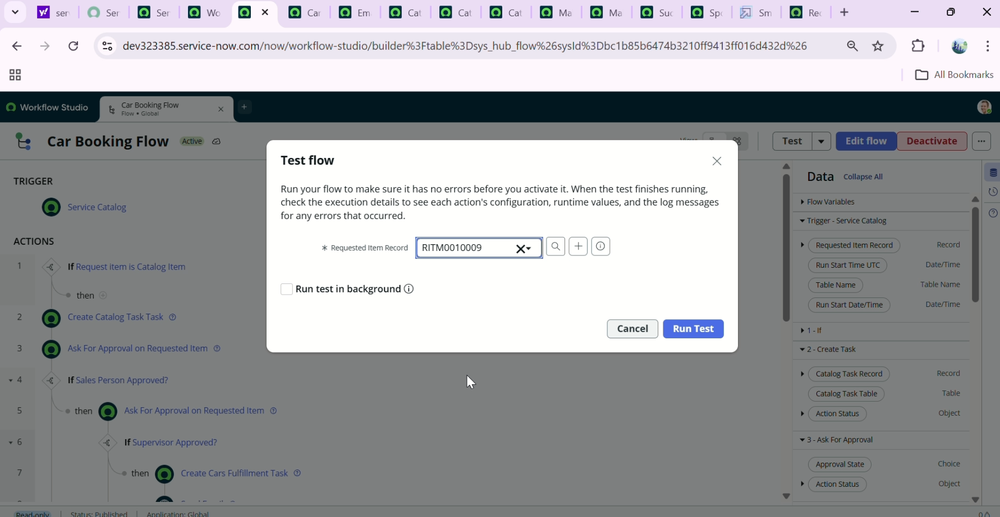 serv
Ser
Ser
Wo
Car
Em
Cat
Cat
Cat
Ma
Ma
Suc
Spo
Sm
Rec
dev323385.service-now.com/now/workflow-studio/builder%3Ftable%3Dsys_hub_flow%26sysId%3Dbc1b85b6474b3210ff9413ff016d432d%26
All Bookmarks
Workflow Studio
Car Booking Flow
Flow • Global
Car Booking Flow
Active
Test
Edit flow
Deactivate
TRIGGER
Service Catalog
ACTIONS
1
If Request item is Catalog Item
then
2
Create Catalog Task Task
3
Ask For Approval on Requested Item
4
If Sales Person Approved?
5
then
Ask For Approval on Requested Item
6
If Supervisor Approved?
7
then
Create Cars Fulfillment Task
Test flow
Run your flow to make sure it has no errors before you activate it. When the test finishes running,
check the execution details to see each action's configuration, runtime values, and the log messages
for any errors that occurred.
* Requested Item Record
RITM0010009
Run test in background
Cancel
Run Test
Data
Collapse All
Flow Variables
Trigger - Service Catalog
Requested Item Record
Record
Run Start Time UTC
Date/Time
Table Name
Table Name
Run Start Date/Time
Date/Time
1 - If
2 - Create Task
Catalog Task Record
Record
Catalog Task Table
Table
Action Status
Object
3 - Ask For Approval
Approval State
Choice
Action Status
Object
Read-only
Status: Published
Application: Global